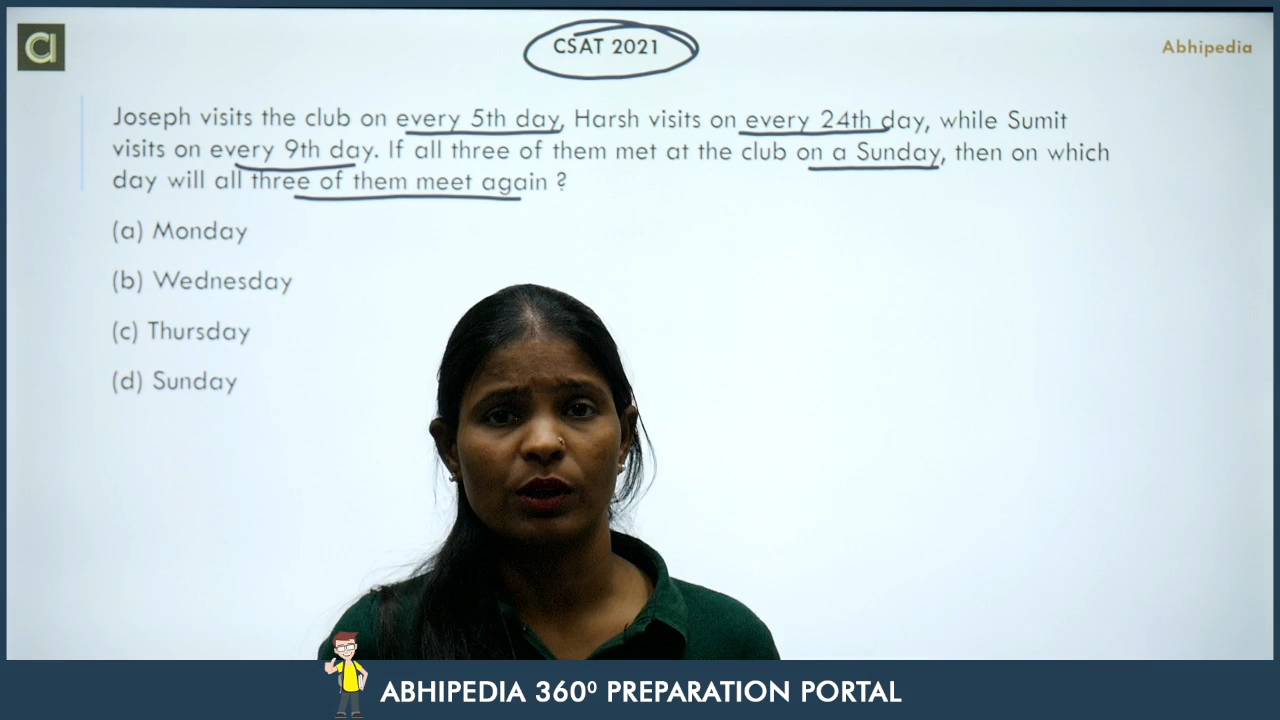 CSAT 2021
Abhipedia
Joseph visits the club on every 5th day, Harsh visits on every 24th day, while Sumit
visits on every 9th day. If all three of them met at the club on a Sunday, then on which
day will all three of them meet again ?
(a) Monday
(b) Wednesday
(c) Thursday
(d) Sunday
ABHIPEDIA 360⁰ PREPARATION PORTAL